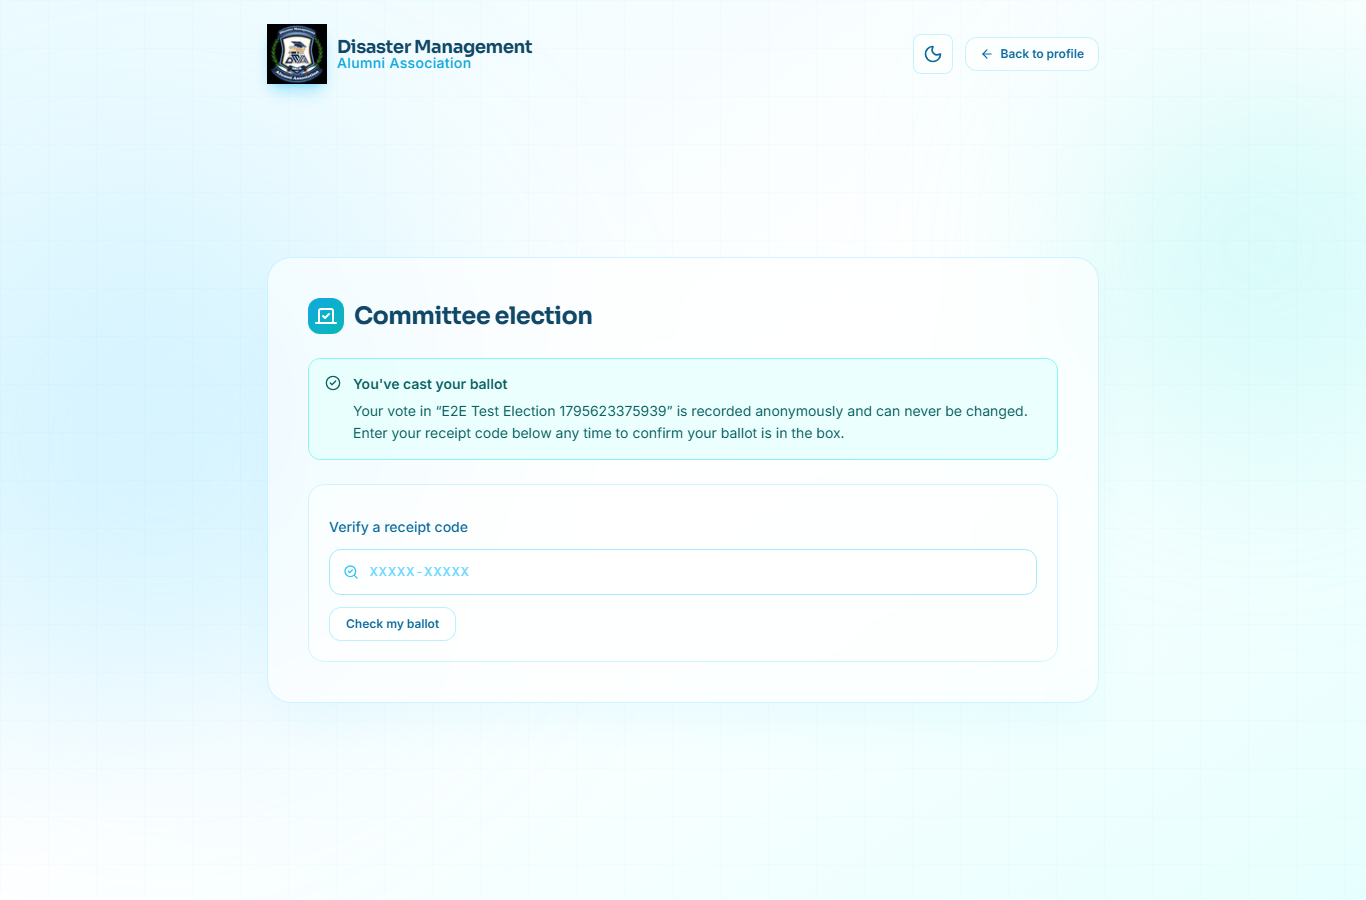 Disaster Management
Alumni Association
Back to profile
Committee election
You've cast your ballot
Your vote in “E2E Test Election 1795623375939” is recorded anonymously and can never be changed.
Enter your receipt code below any time to confirm your ballot is in the box.
Verify a receipt code
XXXXX-XXXXX
Check my ballot